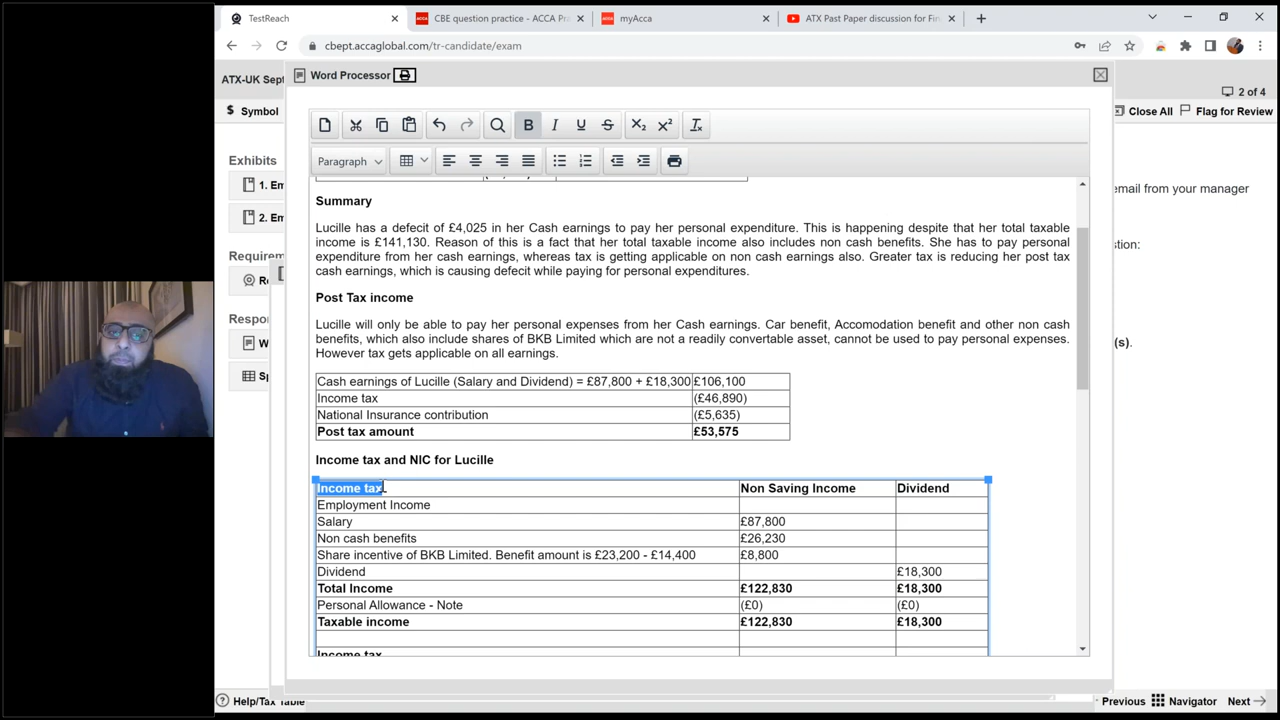 TestReach
CBE question practice - ACCA Pra
myAcca
ATX Past Paper discussion for Fin
cbept.accaglobal.com/tr-candidate/exam
ATX-UK Sept
Word Processor
2 of 4
$ Symbol
Close All
Flag for Review
Exhibits
Paragraph
1. Em
email from your manager
2. Em
Summary
Lucille has a defecit of £4,025 in her Cash earnings to pay her personal expenditure. This is happening despite that her total taxable
income is £141,130. Reason of this is a fact that her total taxable income also includes non cash benefits. She has to pay personal
expenditure from her cash earnings, whereas tax is getting applicable on non cash earnings also. Greater tax is reducing her post tax
cash earnings, which is causing defecit while paying for personal expenditures.
Requirem
Re
Post Tax income
Lucille will only be able to pay her personal expenses from her Cash earnings. Car benefit, Accomodation benefit and other non cash
benefits, which also include shares of BKB Limited which are not a readily convertable asset, cannot be used to pay personal expenses.
However tax gets applicable on all earnings.
Respo
W
Sp
stion:
(s).
Cash earnings of Lucille (Salary and Dividend) = £87,800 + £18,300 £106,100
Income tax (£46,890)
National Insurance contribution (£5,635)
Post tax amount £53,575
Income tax and NIC for Lucille
Income tax Non Saving Income Dividend
Employment Income
Salary £87,800
Non cash benefits £26,230
Share incentive of BKB Limited. Benefit amount is £23,200 - £14,400 £8,800
Dividend £18,300
Total Income £122,830 £18,300
Personal Allowance - Note (£0) (£0)
Taxable income £122,830 £18,300
Income tax
Help/Tax Table
Previous
Navigator
Next